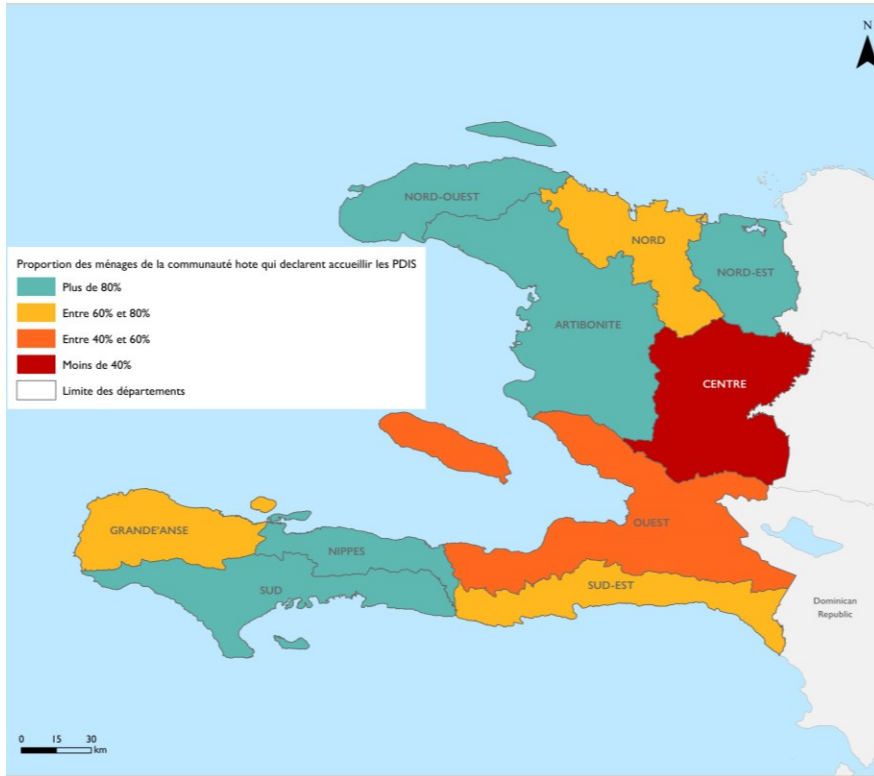 N
NORD-OUEST
NORD
NORD-EST
Proportion des ménages de la communauté hote qui declarent accueillir les PDIS
Plus de 80%
Entre 60% et 80%
Entre 40% et 60%
Moins de 40%
Limite des départements
ARTIBONITE
CENTRE
OUEST
GRANDE'ANSE
NIPPES
SUD
SUD-EST
Dominican
Republic
0 15 30
km